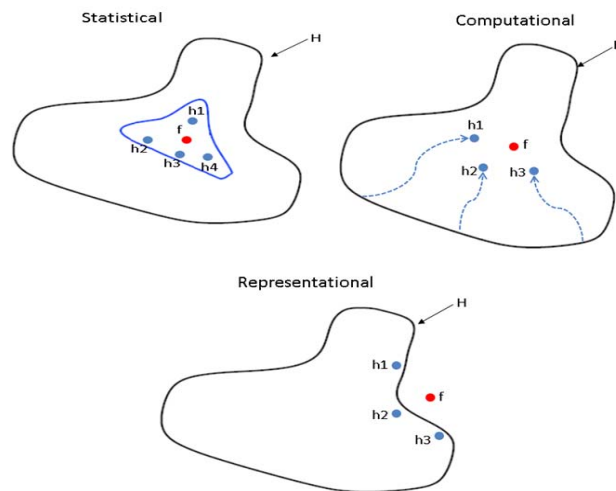 Statistical
H
h1
f
h2
h3
h4
Computational
h1
f
h2
h3
Representational
H
h1
f
h2
h3